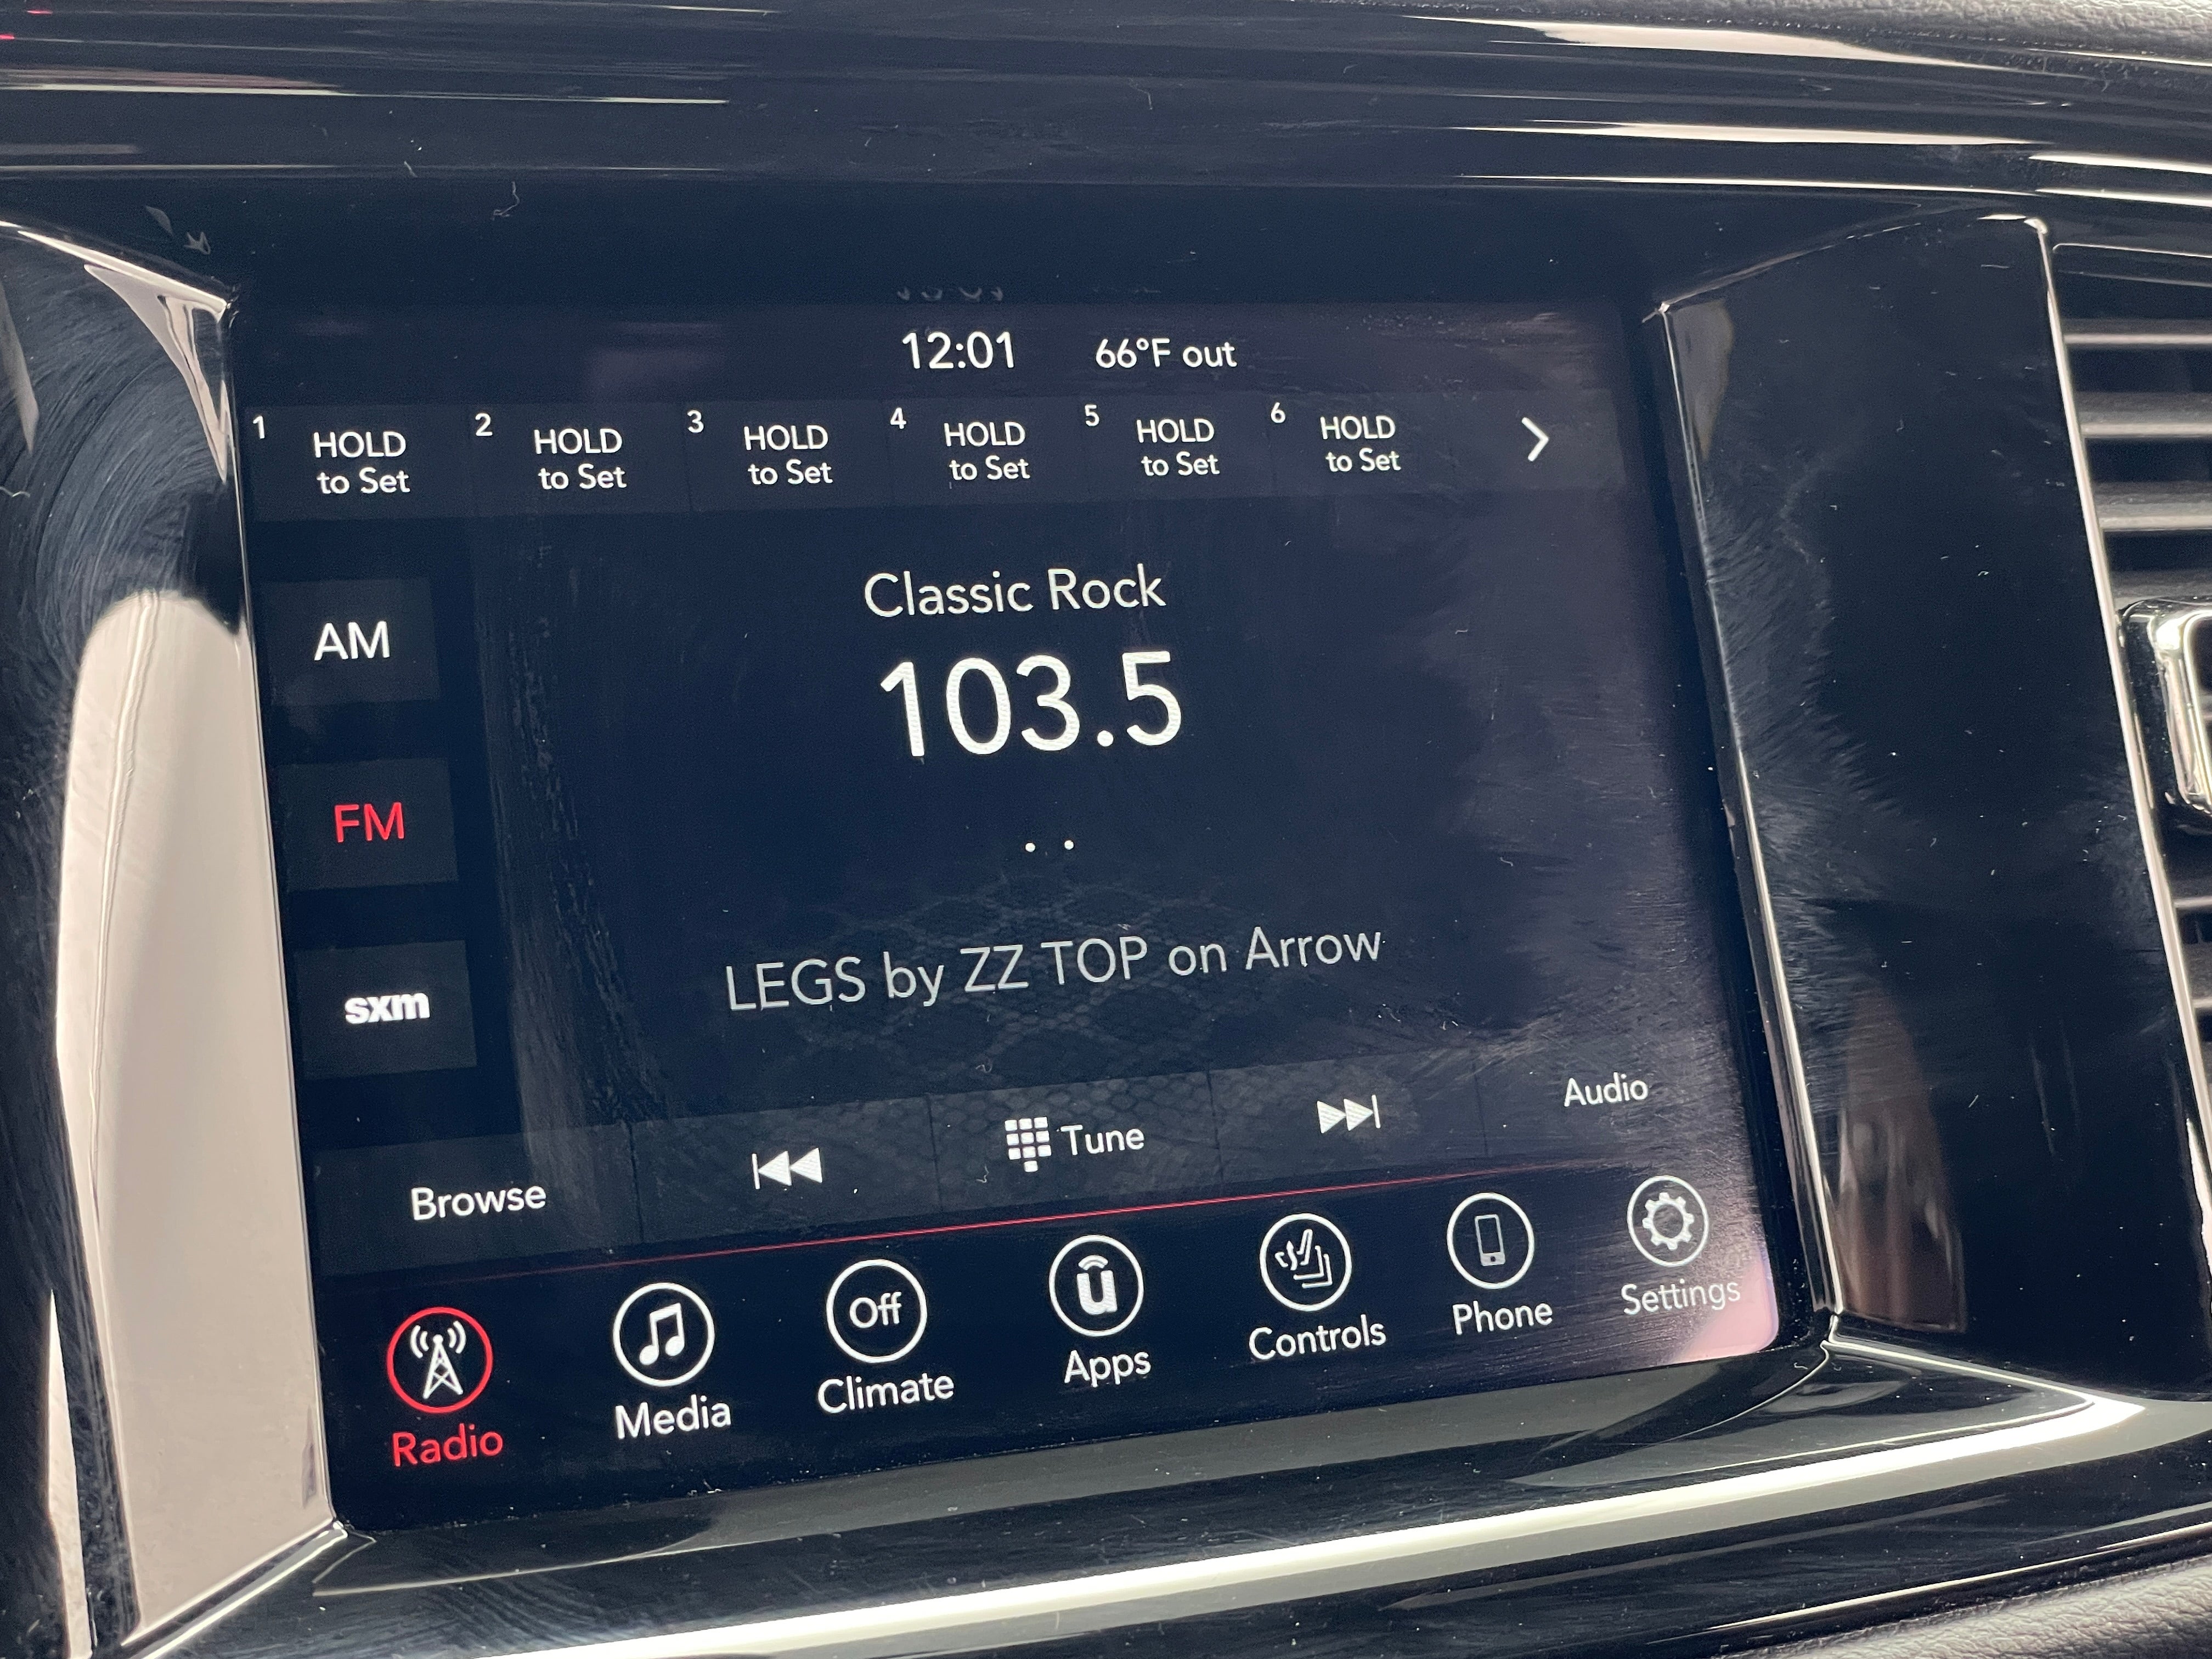 12:01 66°F out
1 HOLD to Set
2 HOLD to Set
3 HOLD to Set
4 HOLD to Set
5 HOLD to Set
6 HOLD to Set
Classic Rock
AM
103.5
FM
. .
LEGS by ZZ TOP on Arrow
sxm
Browse Tune Audio
Off
u
Radio Media Climate Apps Controls Phone Settings